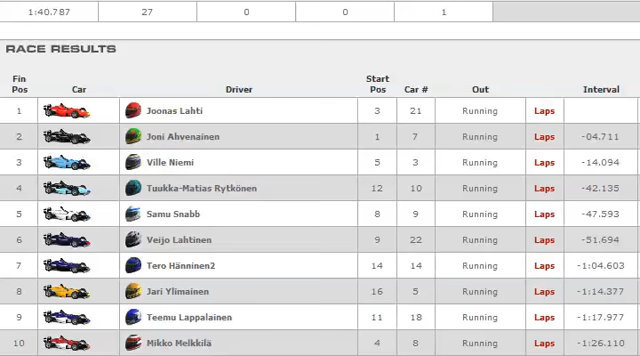 1:40.787 27 0 0 1
RACE RESULTS
Fin Pos Car Driver Start Pos Car # Out Interval
1 Joonas Lahti 3 21 Running Laps
2 Joni Ahvenainen 1 7 Running Laps -04.711
3 Ville Niemi 5 3 Running Laps -14.094
4 Tuukka-Matias Rytkönen 12 10 Running Laps -42.135
5 Samu Snabb 8 9 Running Laps -47.593
6 Veijo Lahtinen 9 22 Running Laps -51.694
7 Tero Hänninen2 14 14 Running Laps -1:04.603
8 Jari Ylimainen 16 5 Running Laps -1:14.377
9 Teemu Lappalainen 11 18 Running Laps -1:17.977
10 Mikko Melkkilä 4 8 Running Laps -1:26.110